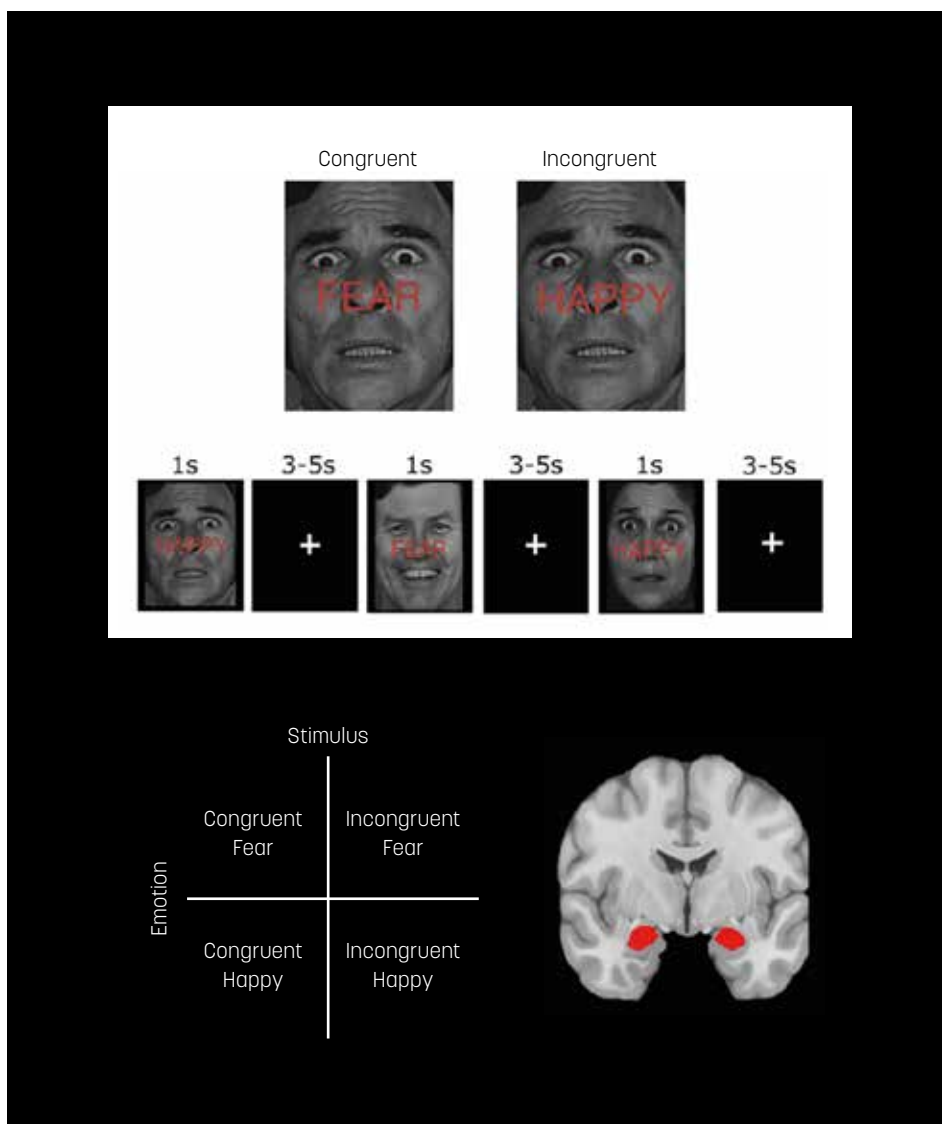 Congruent Incongruent
FEAR HAPPY
1s 3-5s 1s 3-5s 1s 3-5s
HAPPY FEAR HAPPY
Stimulus
Congruent Incongruent
Fear Fear
Emotion
Congruent Incongruent
Happy Happy